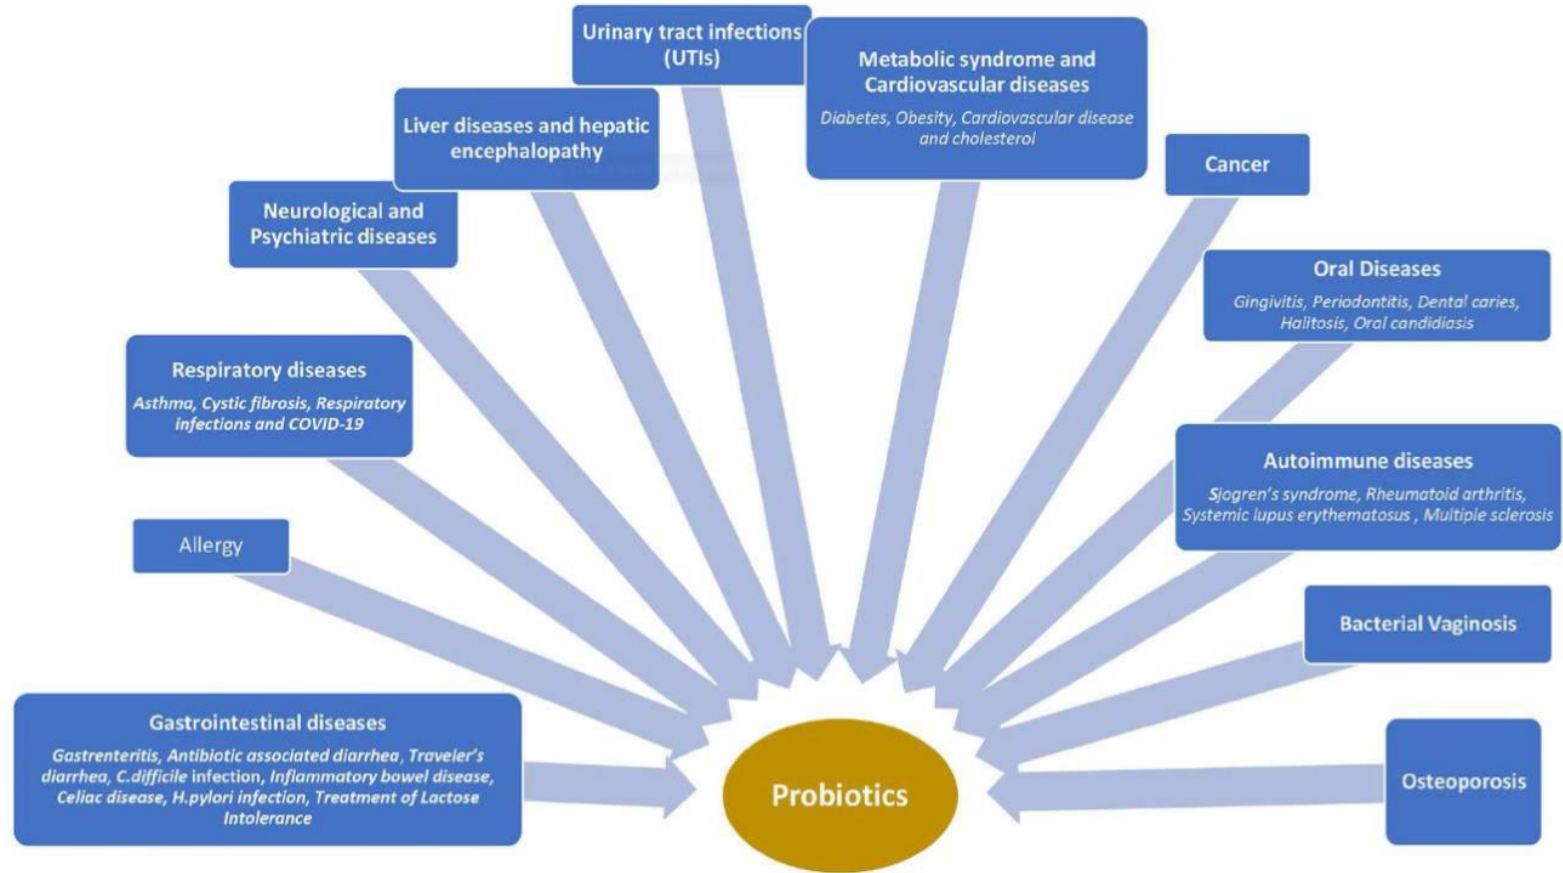 Urinary tract infections
(UTIs)
Metabolic syndrome and
Cardiovascular diseases
Diabetes, Obesity, Cardiovascular disease
and cholesterol
Liver diseases and hepatic
encephalopathy
Cancer
Neurological and
Psychiatric diseases
Oral Diseases
Gingivitis, Periodontitis, Dental caries,
Halitosis, Oral candidiasis
Respiratory diseases
Asthma, Cystic fibrosis, Respiratory
infections and COVID-19
Autoimmune diseases
Sjogren's syndrome, Rheumatoid arthritis,
Systemic lupus erythematosus , Multiple sclerosis
Allergy
Bacterial Vaginosis
Gastrointestinal diseases
Gastrenteritis, Antibiotic associated diarrhea, Traveler's
diarrhea, C.difficile infection, Inflammatory bowel disease,
Celiac disease, H.pylori infection, Treatment of Lactose
Intolerance
Probiotics
Osteoporosis